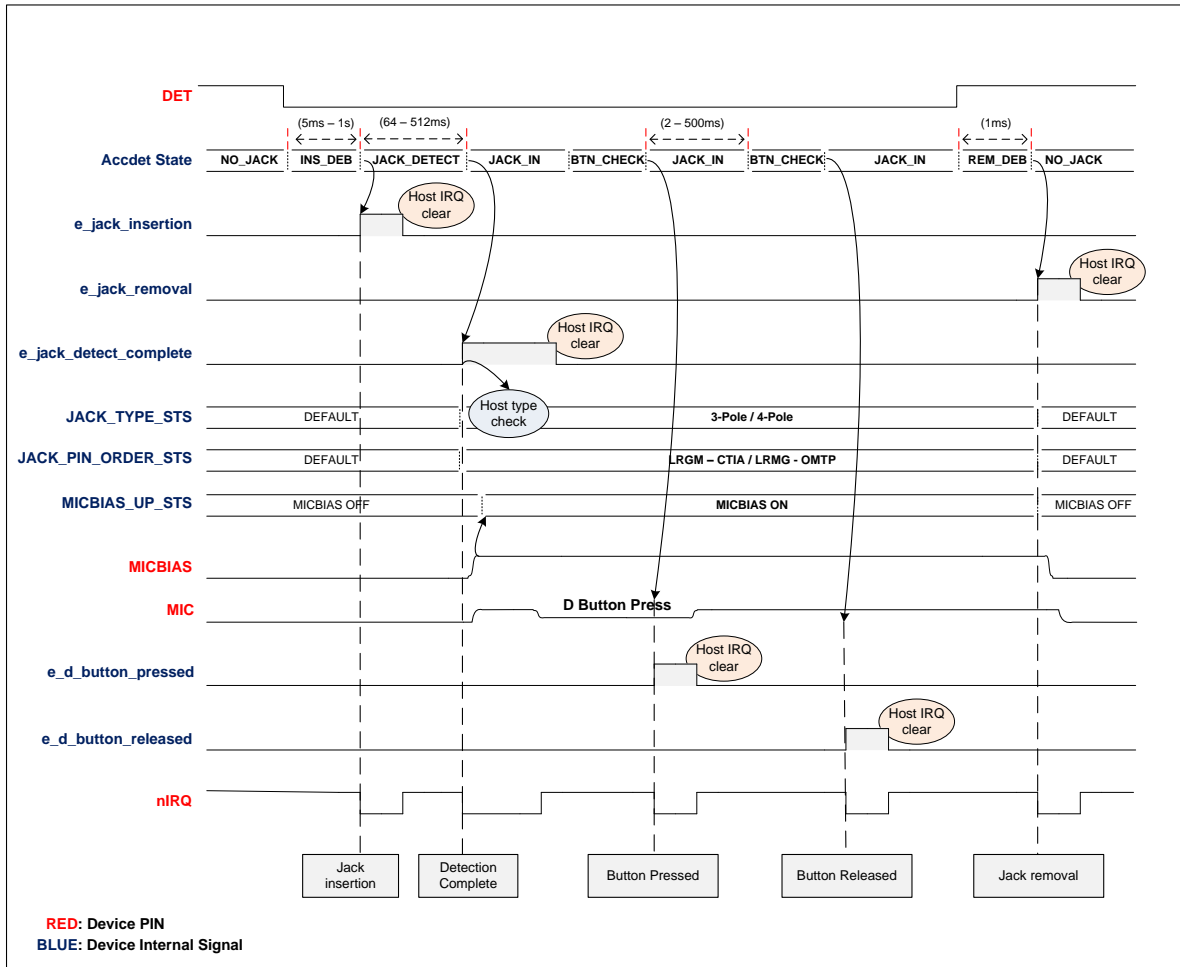 DET
(5ms – 1s)
(64 – 512ms)
(2 – 500ms)
(1ms)
Accdet State
NO_JACK INS_DEB JACK_DETECT JACK_IN BTN_CHECK JACK_IN BTN_CHECK JACK_IN REM_DEB NO_JACK
e_jack_insertion
Host IRQ
clear
e_jack_removal
Host IRQ
clear
e_jack_detect_complete
Host IRQ
clear
Host type
check
JACK_TYPE_STS
DEFAULT 3-Pole / 4-Pole DEFAULT
JACK_PIN_ORDER_STS
DEFAULT LRGM – CTIA / LRMG - OMTP DEFAULT
MICBIAS_UP_STS
MICBIAS OFF MICBIAS ON MICBIAS OFF
MICBIAS
MIC
D Button Press
e_d_button_pressed
Host IRQ
clear
e_d_button_released
Host IRQ
clear
nIRQ
Jack
insertion
Detection
Complete
Button Pressed
Button Released
Jack removal
RED: Device PIN
BLUE: Device Internal Signal